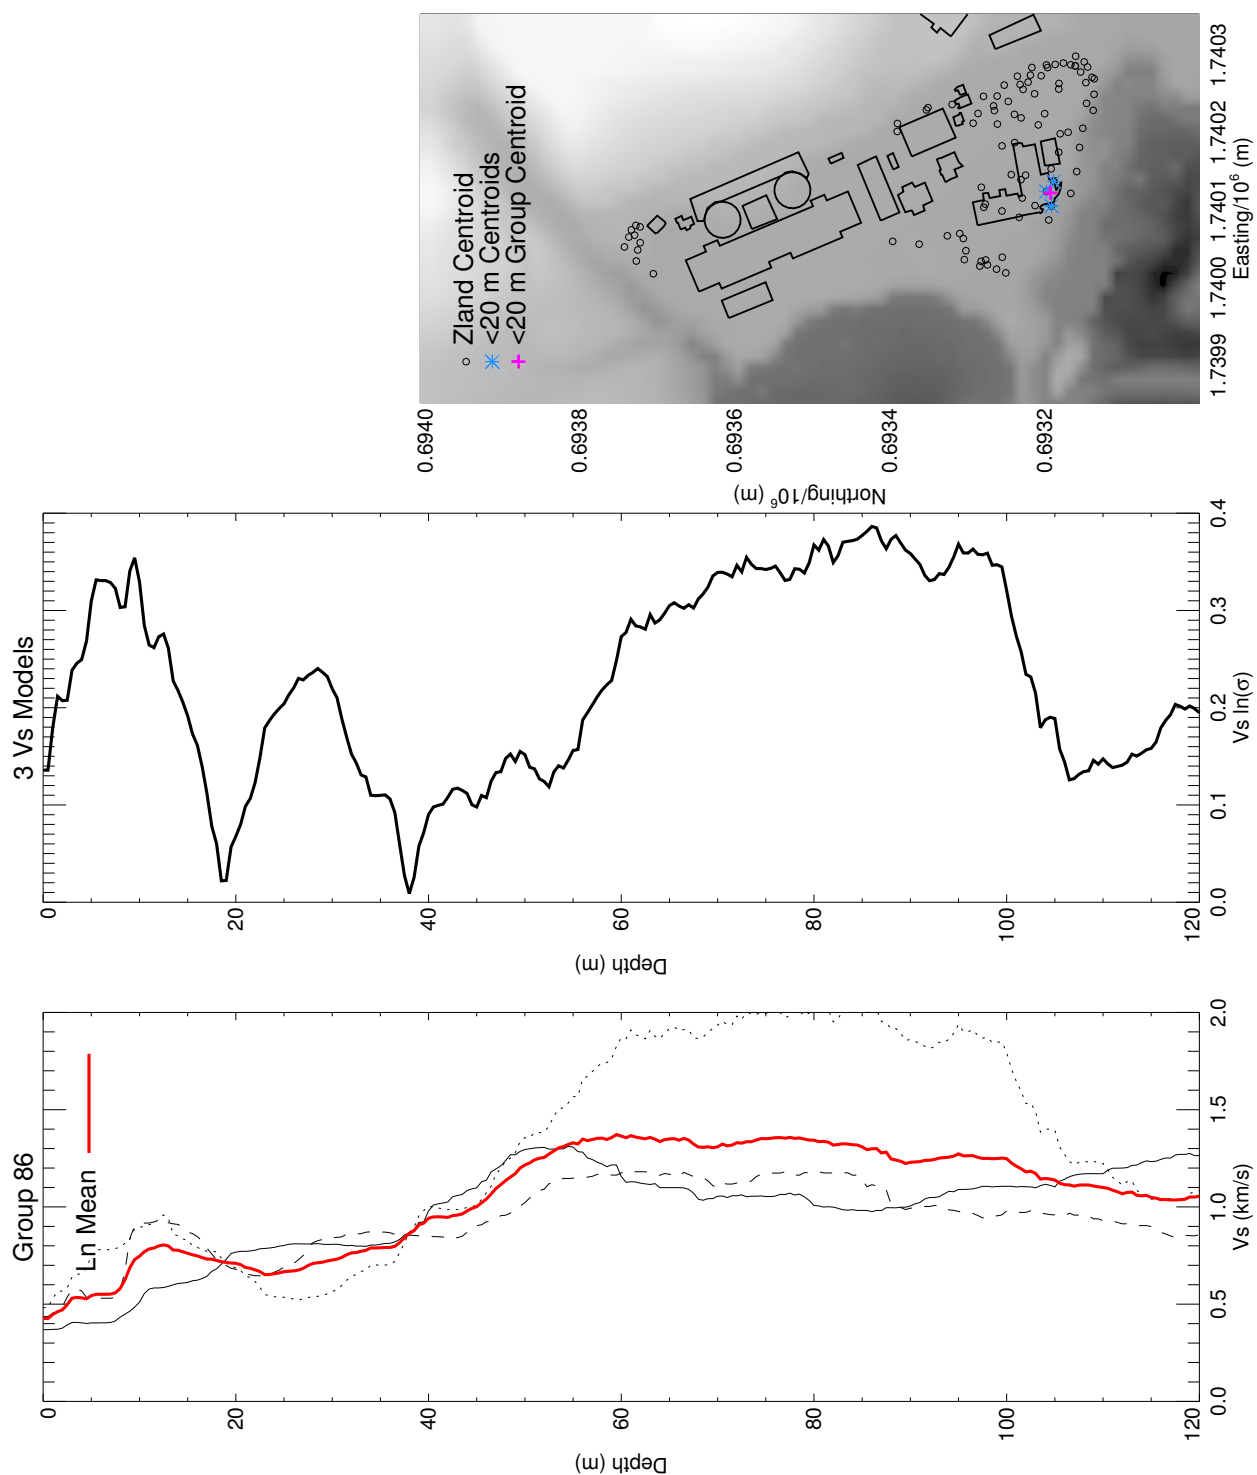 Group 86
Ln Mean
0
20
40
60
80
100
120
Depth (m)
0.0
0.5
1.0
1.5
2.0
Vs (km/s)
3 Vs Models
0
20
40
60
80
100
120
Depth (m)
0.0
0.1
0.2
0.3
0.4
Vs ln(σ)
Zland Centroid
<20 m Centroids
<20 m Group Centroid
0.6940
0.6938
0.6936
0.6934
0.6932
Northing/10⁶ (m)
1.7399
1.7400
1.7401
1.7402
1.7403
Easting/10⁶ (m)